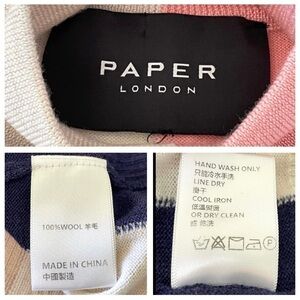 PAPER
LONDON
100%WOOL 羊毛
MADE IN CHINA
中國製造
HAND WASH ONLY
只能冷水手洗
LINE DRY
掛干
COOL IRON
低溫熨燙
OR DRY CLEAN
或 乾洗
P